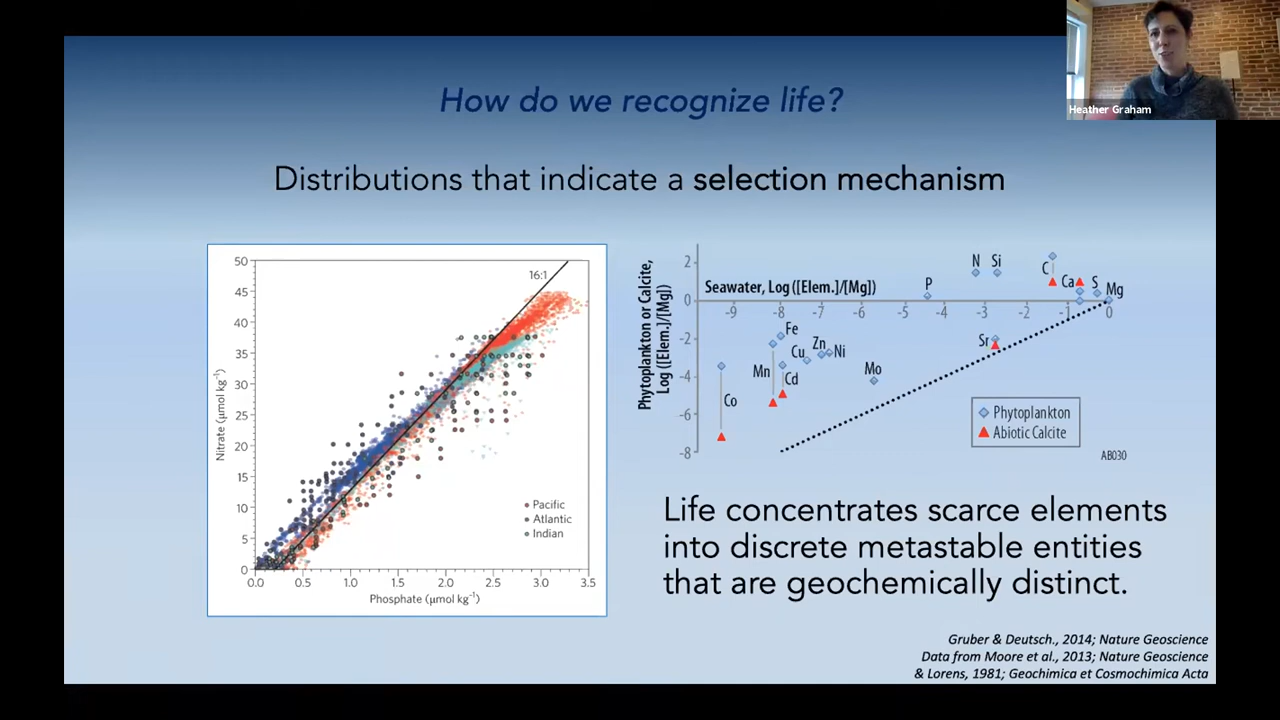 Heather Graham
How do we recognize life?
Distributions that indicate a selection mechanism
50
45
40
35
30
25
20
15
10
5
0
Nitrate (μmol kg⁻¹)
16:1
Pacific
Atlantic
Indian
0.0 0.5 1.0 1.5 2.0 2.5 3.0 3.5
Phosphate (μmol kg⁻¹)
Phytoplankton or Calcite,
Log ([Elem.]/[Mg])
2
0
-2
-4
-6
-8
Seawater, Log ([Elem.]/[Mg])
-9 -8 -7 -6 -5 -4 -3 -2 -1 0
P N Si C Ca S Mg
Fe
Cu Zn Ni
Mn
Cd
Mo
Co
Sr
Phytoplankton
Abiotic Calcite
AB030
Life concentrates scarce elements
into discrete metastable entities
that are geochemically distinct.
Gruber & Deutsch., 2014; Nature Geoscience
Data from Moore et al., 2013; Nature Geoscience
& Lorens, 1981; Geochimica et Cosmochimica Acta